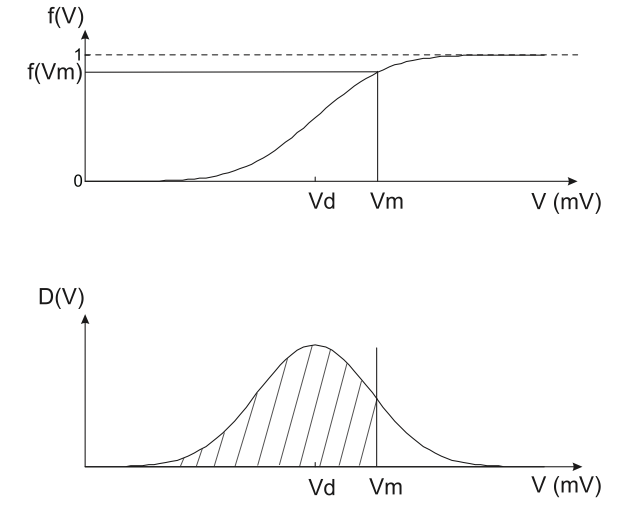 f(V)
1
f(Vm)
0
Vd Vm V (mV)
D(V)
Vd Vm V (mV)